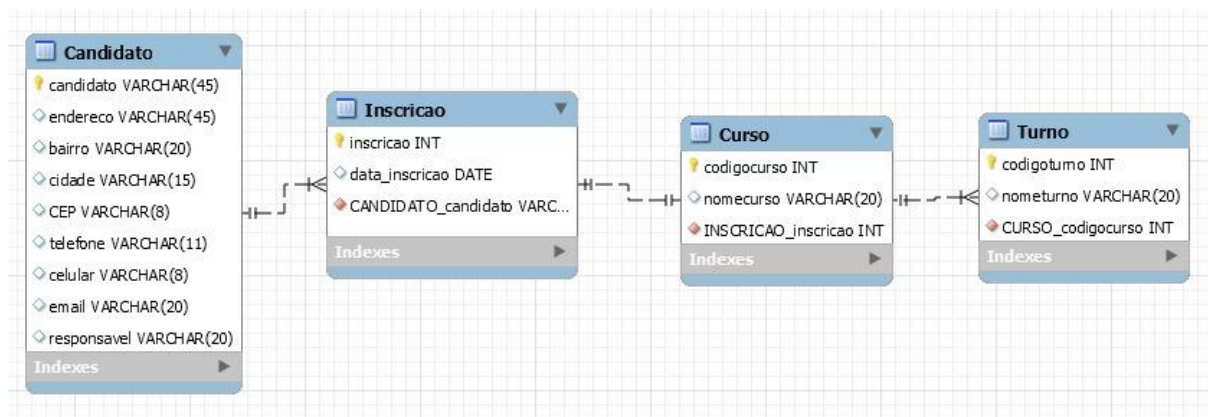 Candidato
candidato VARCHAR(45)
endereco VARCHAR(45)
bairro VARCHAR(20)
cidade VARCHAR(15)
CEP VARCHAR(8)
telefone VARCHAR(11)
celular VARCHAR(8)
email VARCHAR(20)
responsavel VARCHAR(20)
Indexes
Inscricao
inscricao INT
data_inscricao DATE
CANDIDATO_candidato VARC...
Indexes
Curso
codigocurso INT
nomecurso VARCHAR(20)
INSCRICAO_inscricao INT
Indexes
Turno
codigoturno INT
nometurno VARCHAR(20)
CURSO_codigocurso INT
Indexes